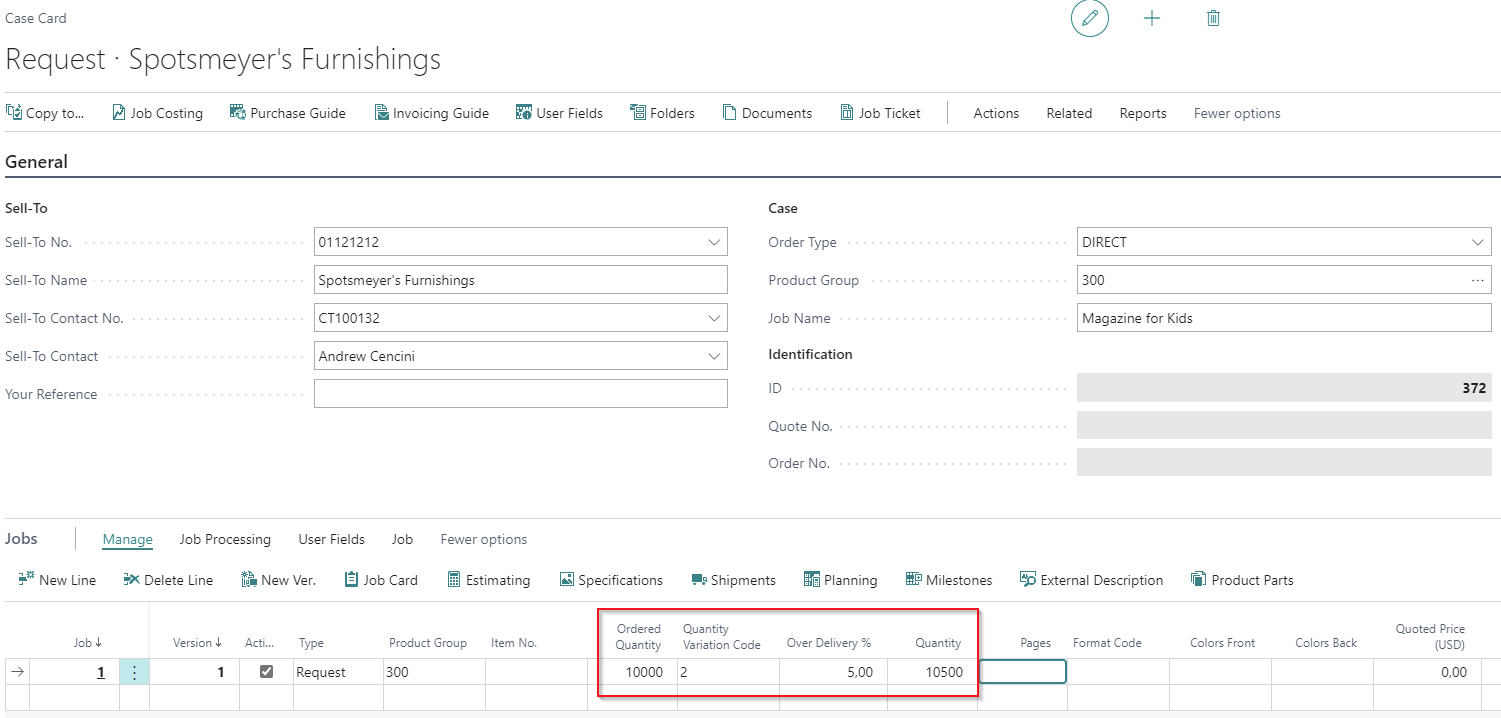 Case Card
Request · Spotsmeyer's Furnishings
Copy to... Job Costing Purchase Guide Invoicing Guide User Fields Folders Documents Job Ticket Actions Related Reports Fewer options
General
Sell-To
Sell-To No. 01121212
Sell-To Name Spotsmeyer's Furnishings
Sell-To Contact No. CT100132
Sell-To Contact Andrew Cencini
Your Reference
Case
Order Type DIRECT
Product Group 300 ...
Job Name Magazine for Kids
Identification
ID 372
Quote No.
Order No.
Jobs Manage Job Processing User Fields Job Fewer options
New Line Delete Line New Ver. Job Card Estimating Specifications Shipments Planning Milestones External Description Product Parts
Ordered Quantity Quoted Price
Job ↓ Version ↓ Acti... Type Product Group Item No. Quantity Variation Code Over Delivery % Quantity Pages Format Code Colors Front Colors Back (USD)
1 1 Request 300 10000 2 5,00 10500 0,00